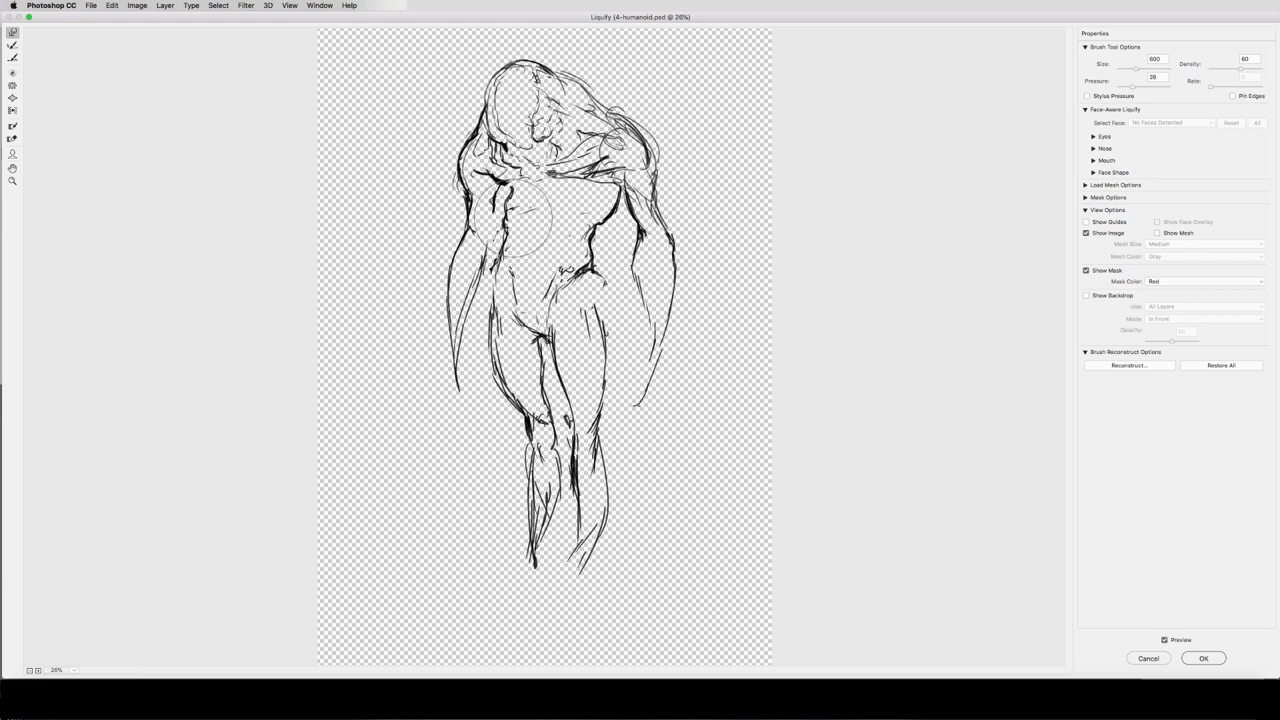 Photoshop CC File Edit Image Layer Type Select Filter 3D View Window Help
Liquify (4-humanoid.psd @ 26%)
Properties
Brush Tool Options
Size: 600 Density: 60
Pressure: 26 Rate: 0
Stylus Pressure Pin Edges
Face-Aware Liquify
Select Face: No Faces Detected Reset All
Eyes
Nose
Mouth
Face Shape
Load Mesh Options
Mask Options
View Options
Show Guides Show Face Overlay
Show Image Show Mesh
Mesh Size: Medium
Mesh Color: Gray
Show Mask
Mask Color: Red
Show Backdrop
Use: All Layers
Mode: In Front
Opacity: 50
Brush Reconstruct Options
Reconstruct... Restore All
Preview
Cancel OK
26%